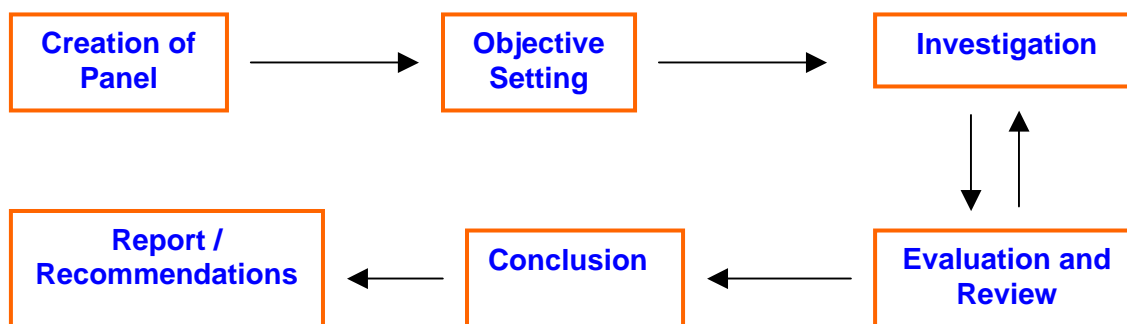 Creation of
Panel
Objective
Setting
Investigation
Evaluation and
Review
Conclusion
Report /
Recommendations